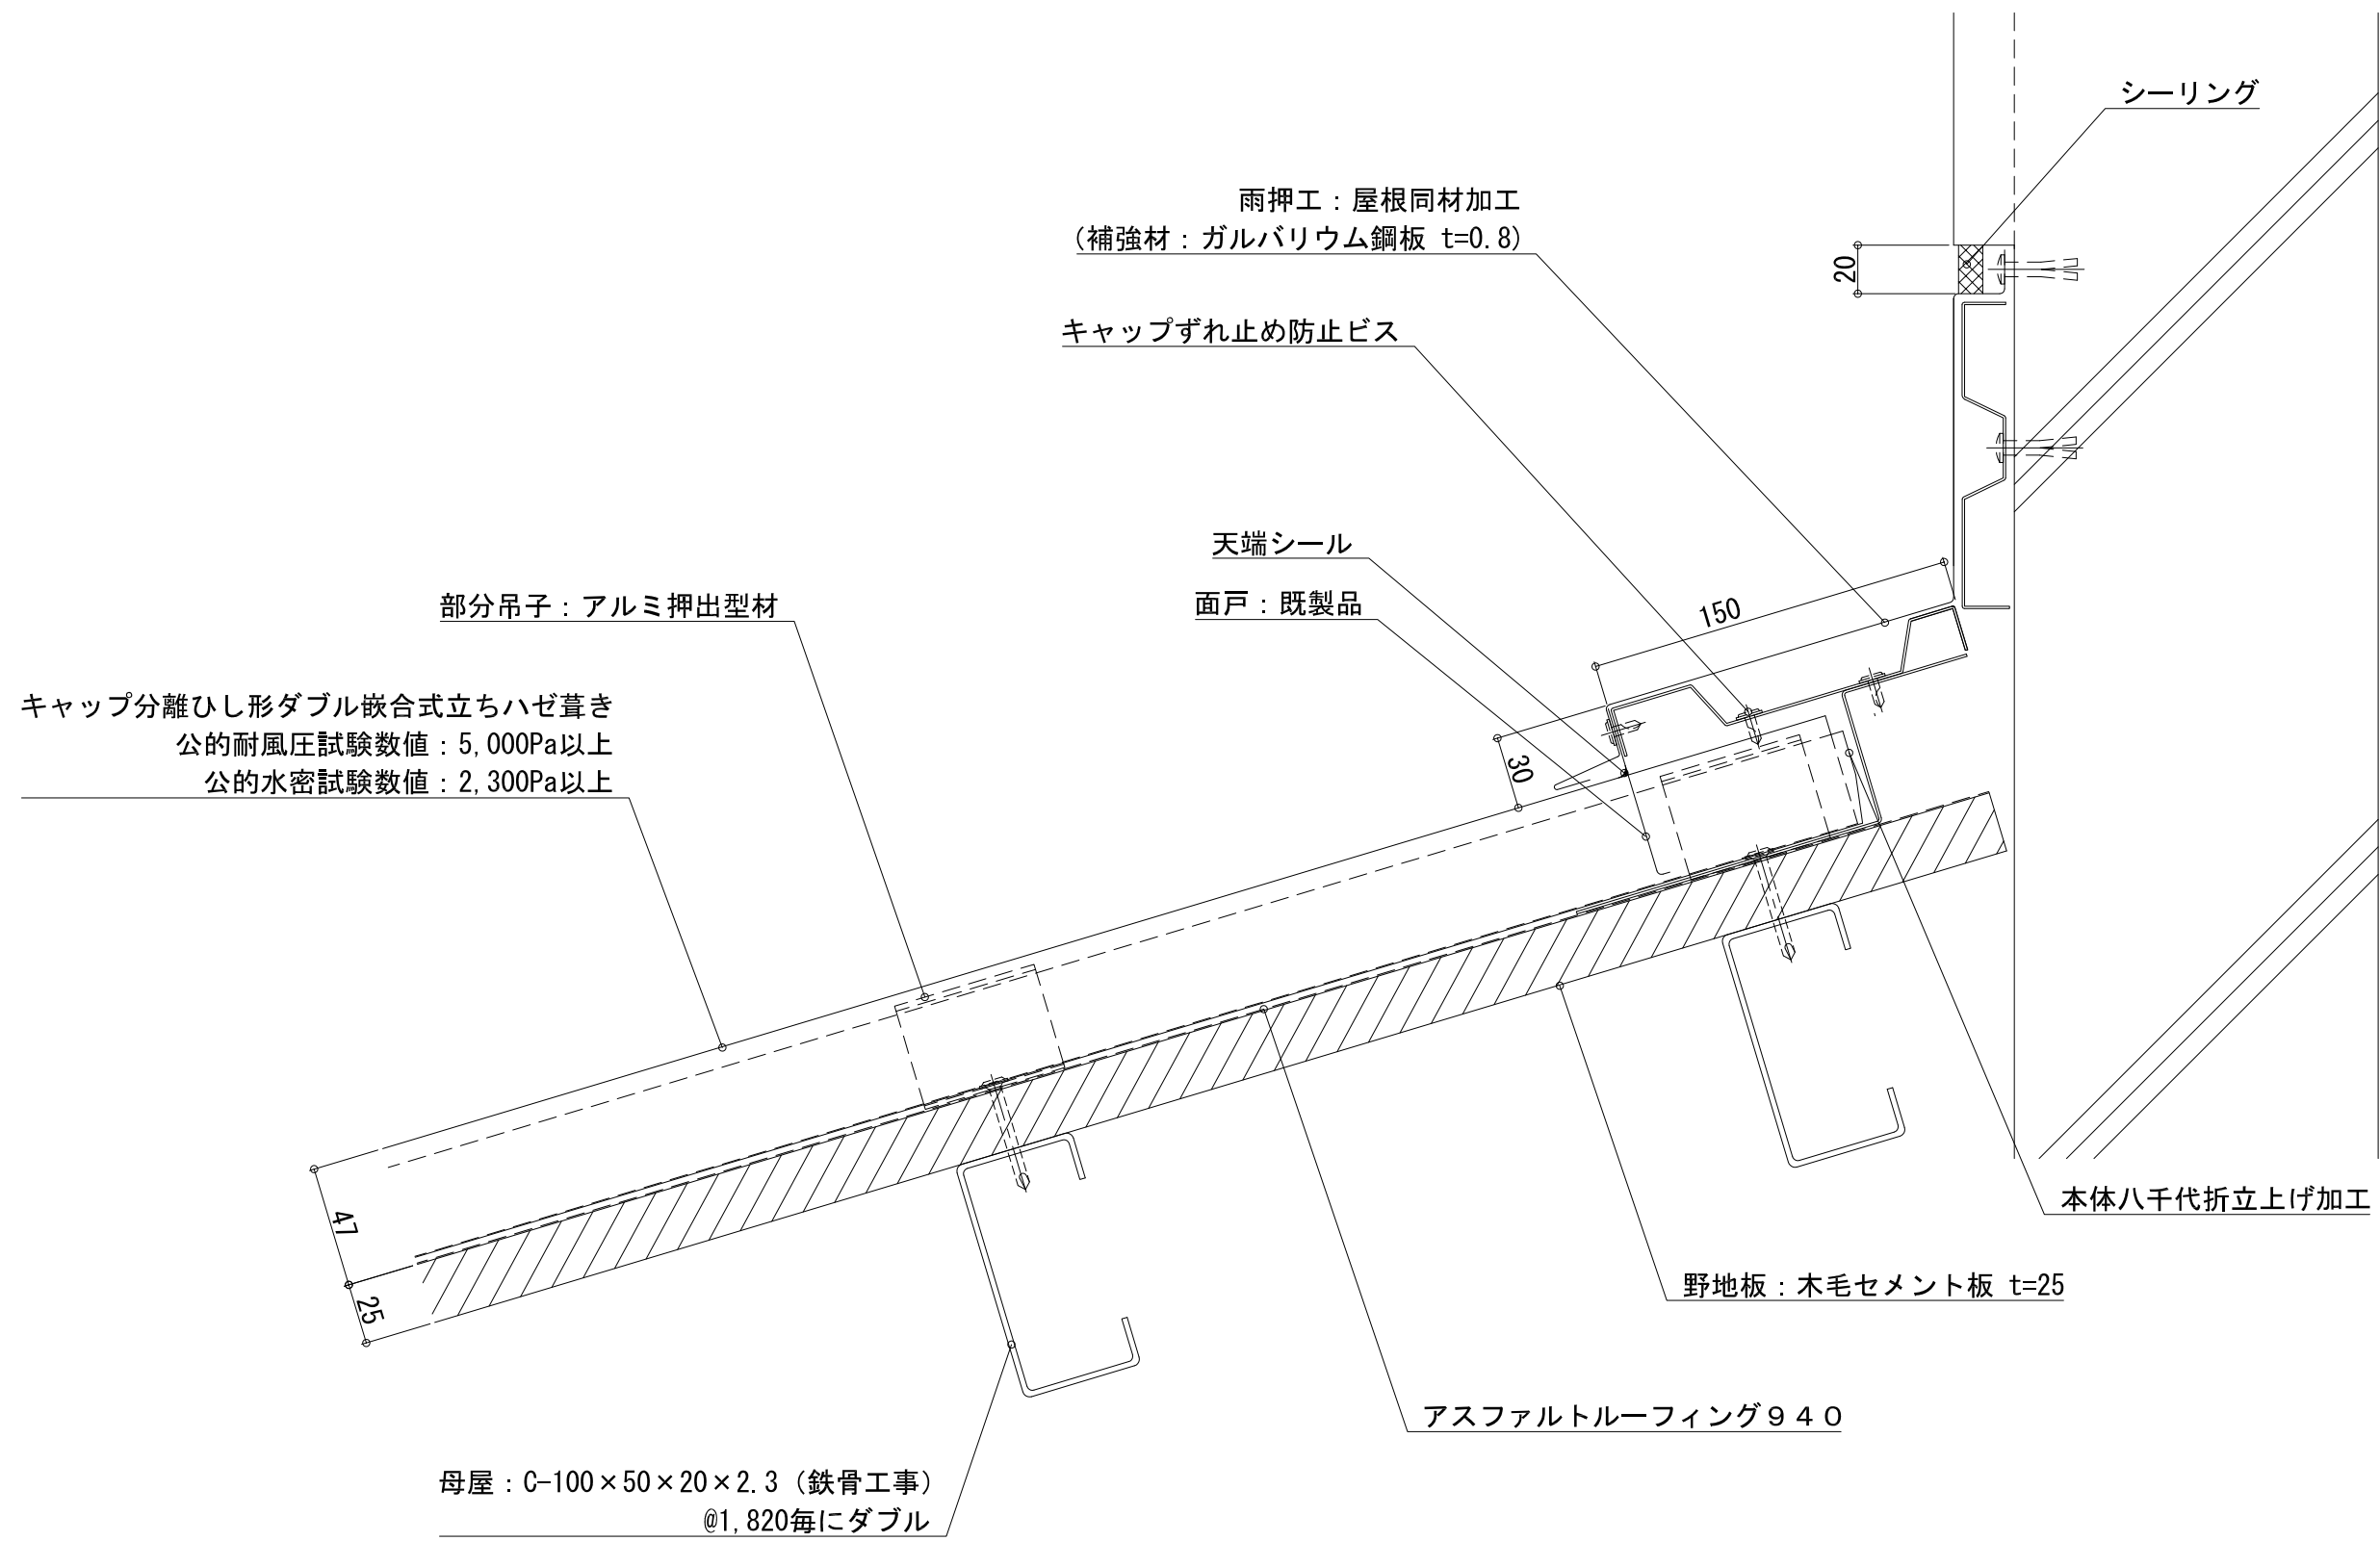 シーリング
雨押工：屋根同材加工
(補強材：ガルバリウム鋼板 t=0.8)
20
キャップずれ止め防止ビス
天端シール
面戸：既製品
150
部分吊子：アルミ押出型材
キャップ分離ひし形ダブル嵌合式立ちハゼ葺き
公的耐風圧試験数値：5,000Pa以上
公的水密試験数値：2,300Pa以上
30
47
25
本体八千代折立上げ加工
野地板：木毛セメント板 t=25
アスファルトルーフィング９４０
母屋：C-100×50×20×2.3（鉄骨工事）
@1,820毎にダブル